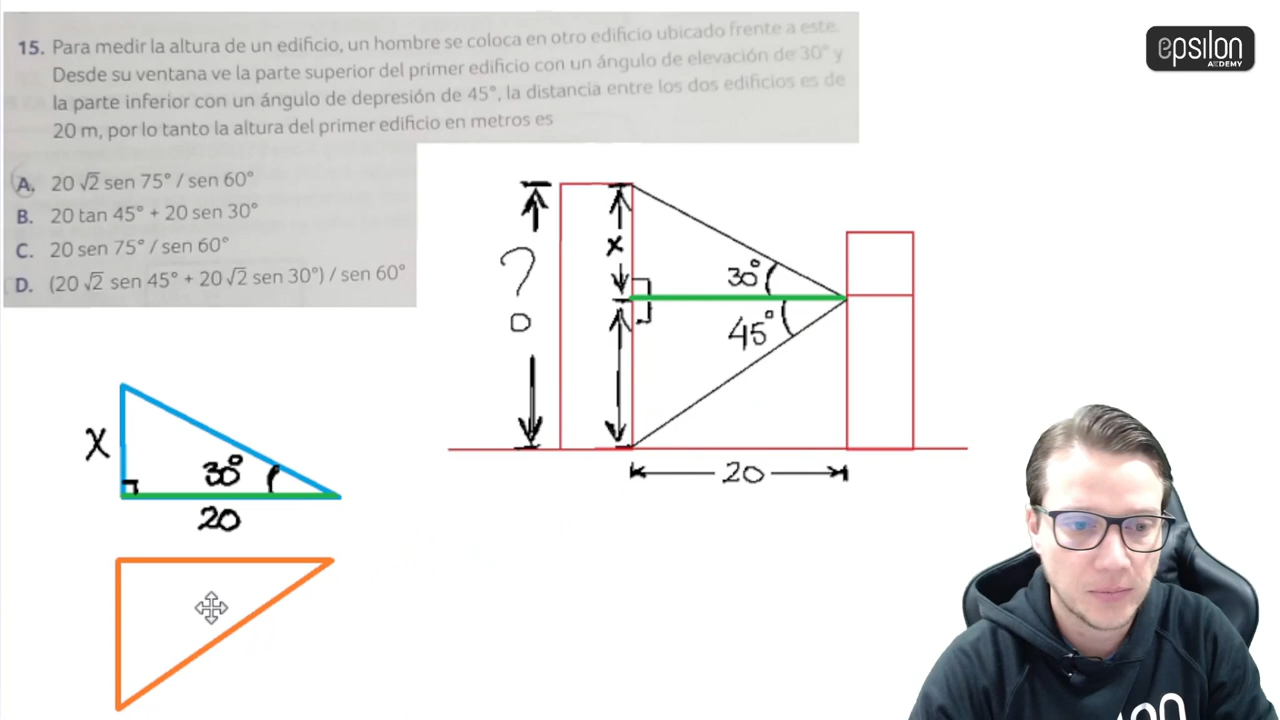 epsilon
ACADEMY
15. Para medir la altura de un edificio, un hombre se coloca en otro edificio ubicado frente a este.
Desde su ventana ve la parte superior del primer edificio con un ángulo de elevación de 30° y
la parte inferior con un ángulo de depresión de 45°, la distancia entre los dos edificios es de
20 m, por lo tanto la altura del primer edificio en metros es
A. 20 √2 sen 75° / sen 60°
B. 20 tan 45° + 20 sen 30°
C. 20 sen 75° / sen 60°
D. (20 √2 sen 45° + 20 √2 sen 30°) / sen 60°
?
x
30°
45°
20
x
30°
20